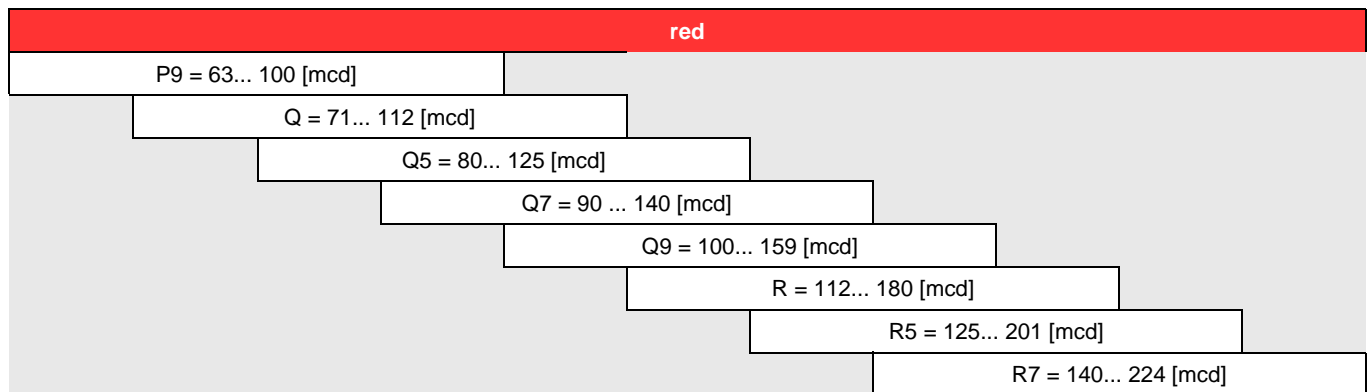 red
P9 = 63... 100 [mcd]
Q = 71... 112 [mcd]
Q5 = 80... 125 [mcd]
Q7 = 90 ... 140 [mcd]
Q9 = 100... 159 [mcd]
R = 112... 180 [mcd]
R5 = 125... 201 [mcd]
R7 = 140... 224 [mcd]